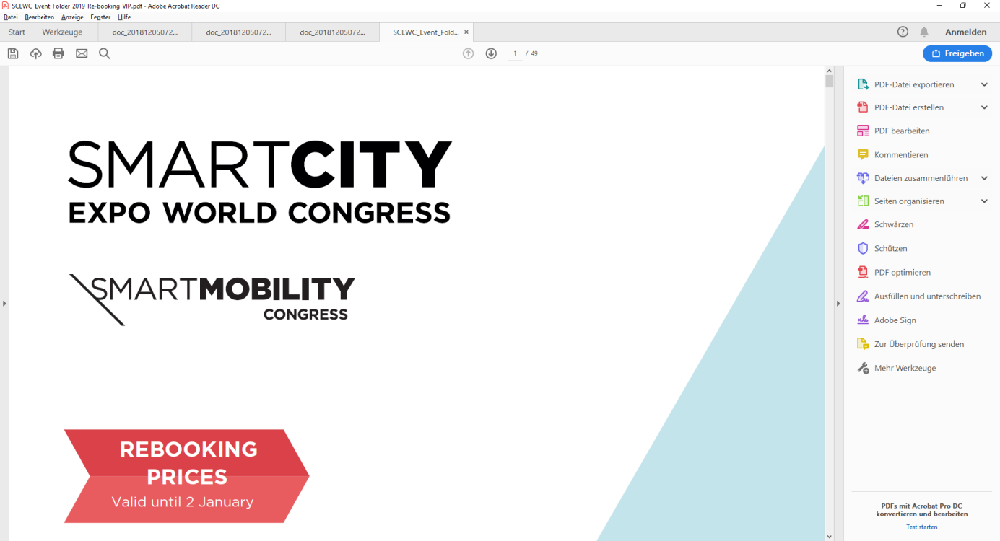 SCEWC_Event_Folder_2019_Re-booking_VIP.pdf - Adobe Acrobat Reader DC
Datei Bearbeiten Anzeige Fenster Hilfe
Start Werkzeuge doc_20181205072... doc_20181205072... doc_20181205072... SCEWC_Event_Fold... × Anmelden
1 / 49 Freigeben
SMARTCITY
EXPO WORLD CONGRESS
SMARTMOBILITY
CONGRESS
REBOOKING
PRICES
Valid until 2 January
PDF-Datei exportieren
PDF-Datei erstellen
PDF bearbeiten
Kommentieren
Dateien zusammenführen
Seiten organisieren
Schwärzen
Schützen
PDF optimieren
Ausfüllen und unterschreiben
Adobe Sign
Zur Überprüfung senden
Mehr Werkzeuge
PDFs mit Acrobat Pro DC
konvertieren und bearbeiten
Test starten